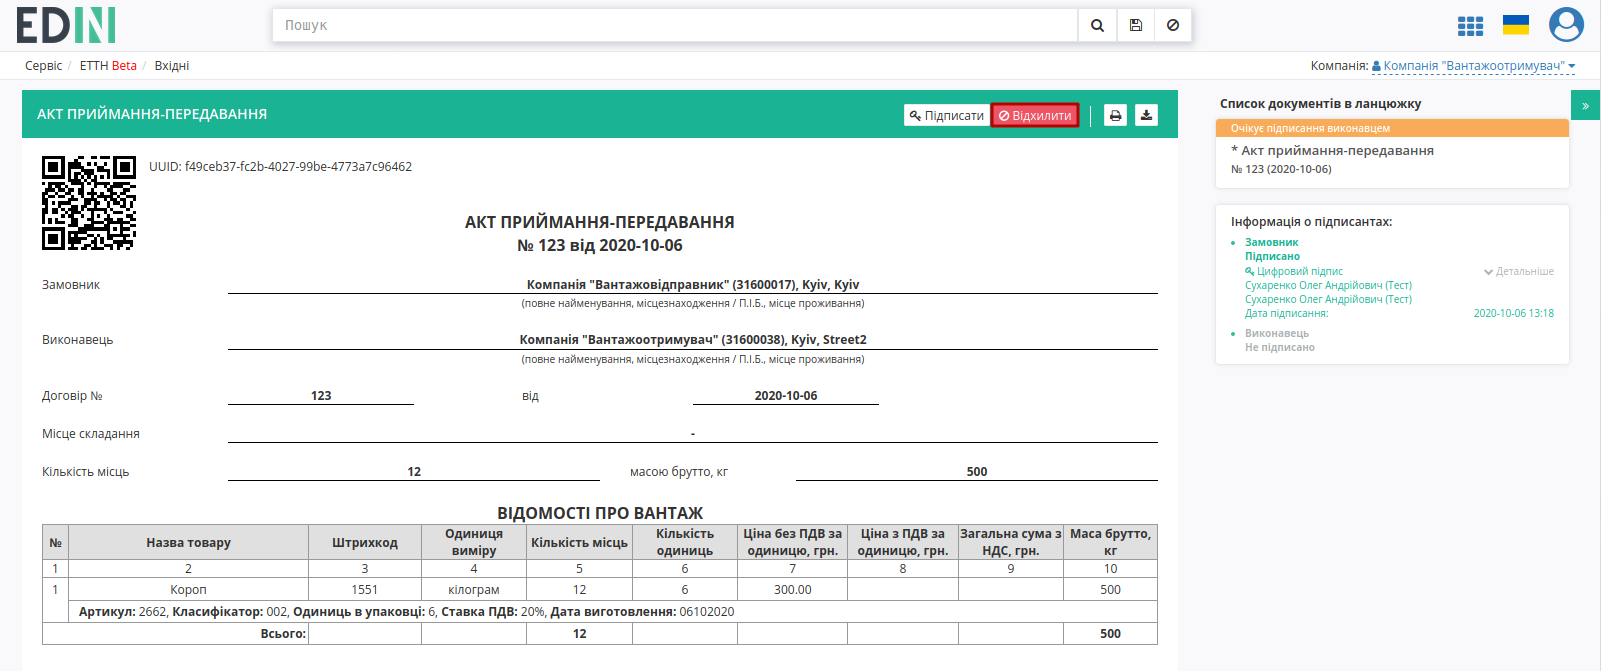 EDIN
Пошук
Сервіс / ЕТТН Beta / Вхідні
Компанія: Компанія "Вантажоотримувач"
АКТ ПРИЙМАННЯ-ПЕРЕДАВАННЯ
Підписати
Відхилити
UUID: f49ceb37-fc2b-4027-99be-4773a7c96462
АКТ ПРИЙМАННЯ-ПЕРЕДАВАННЯ
№ 123 від 2020-10-06
Замовник Компанія "Вантажовідправник" (31600017), Kyiv, Kyiv
(повне найменування, місцезнаходження / П.І.Б., місце проживання)
Виконавець Компанія "Вантажоотримувач" (31600038), Kyiv, Street2
(повне найменування, місцезнаходження / П.І.Б., місце проживання)
Договір № 123 від 2020-10-06
Місце складання -
Кількість місць 12 масою брутто, кг 500
ВІДОМОСТІ ПРО ВАНТАЖ
№ Назва товару Штрихкод Одиниця виміру Кількість місць Кількість одиниць Ціна без ПДВ за одиницю, грн. Ціна з ПДВ за одиницю, грн. Загальна сума з НДС, грн. Маса брутто, кг
1 2 3 4 5 6 7 8 9 10
1 Короп 1551 кілограм 12 6 300.00 500
Артикул: 2662, Класифікатор: 002, Одиниць в упаковці: 6, Ставка ПДВ: 20%, Дата виготовлення: 06102020
Всього: 12 500
Список документів в ланцюжку
»
Очікує підписання виконавцем
* Акт приймання-передавання
№ 123 (2020-10-06)
Інформація о підписантах:
Замовник
Підписано
Цифровий підпис Детальніше
Сухаренко Олег Андрійович (Тест)
Сухаренко Олег Андрійович (Тест)
Дата підписання: 2020-10-06 13:18
Виконавець
Не підписано